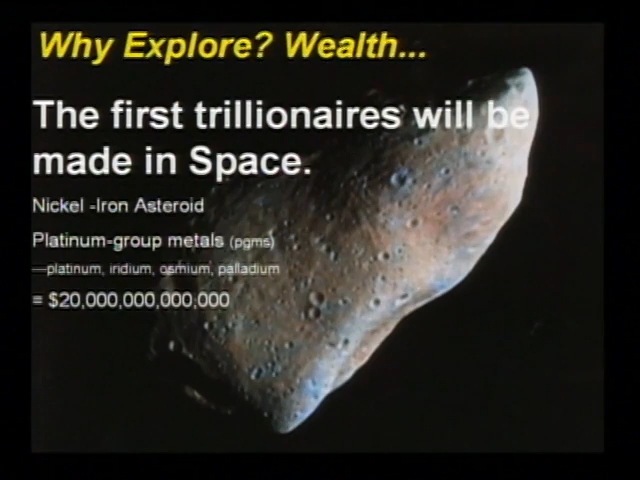 Why Explore? Wealth...
The first trillionaires will be
made in Space.
Nickel -Iron Asteroid
Platinum-group metals (pgms)
—platinum, iridium, osmium, palladium
= $20,000,000,000,000